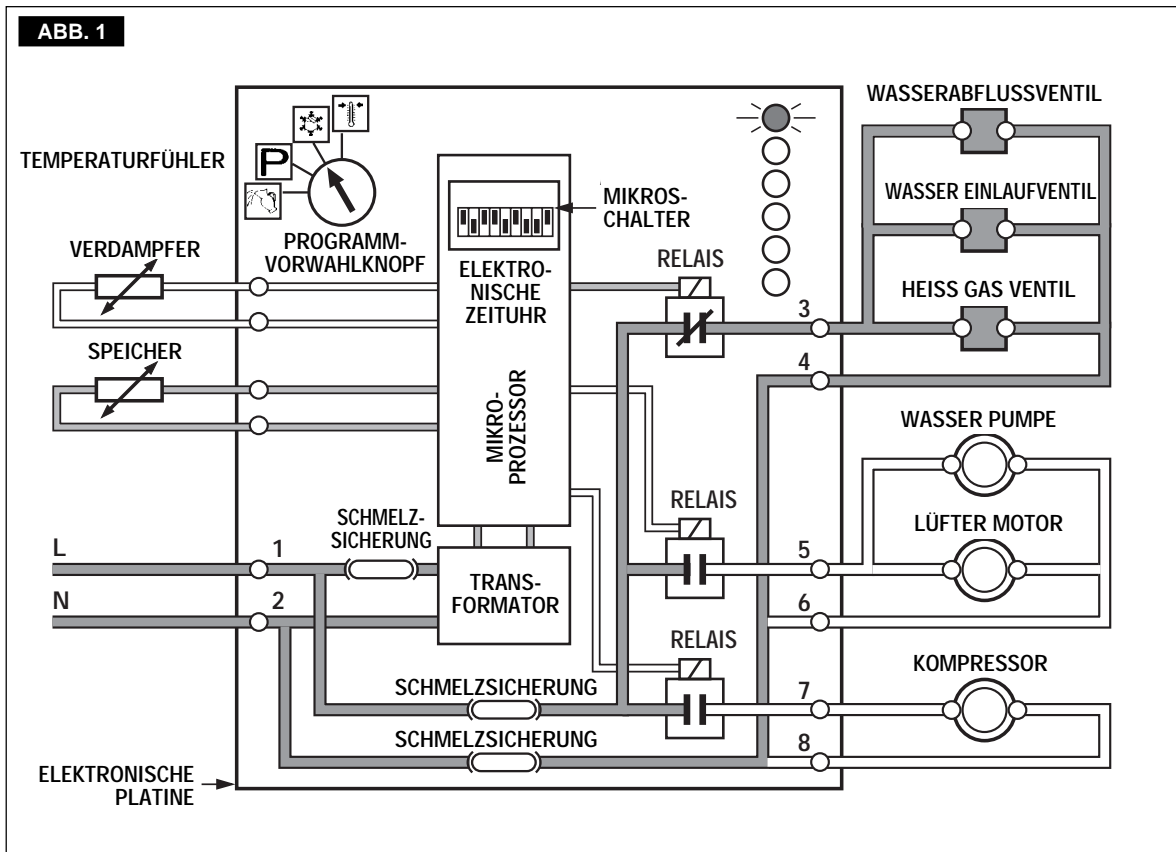 ABB. 1
WASSERABFLUSSVENTIL
TEMPERATURFÜHLER
P
MIKROS-
CHALTER
WASSER EINLAUFVENTIL
VERDAMPFER
PROGRAMM-
VORWAHLKNOPF
ELEKTRO-
NISCHE
ZEITUHR
RELAIS
HEISS GAS VENTIL
3
SPEICHER
4
MIKRO-
PROZESSOR
WASSER PUMPE
SCHMELZ-
SICHERUNG
RELAIS
LÜFTER MOTOR
L
1
5
TRANS-
FORMATOR
N
2
6
RELAIS
KOMPRESSOR
SCHMELZSICHERUNG
7
SCHMELZSICHERUNG
8
ELEKTRONISCHE
PLATINE